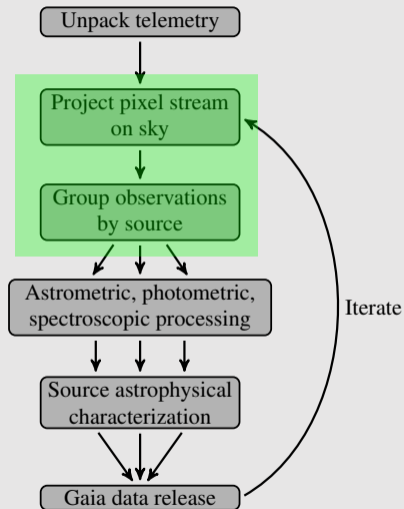 Unpack telemetry
Project pixel stream
on sky
Group observations
by source
Astrometric, photometric,
spectroscopic processing
Iterate
Source astrophysical
characterization
Gaia data release